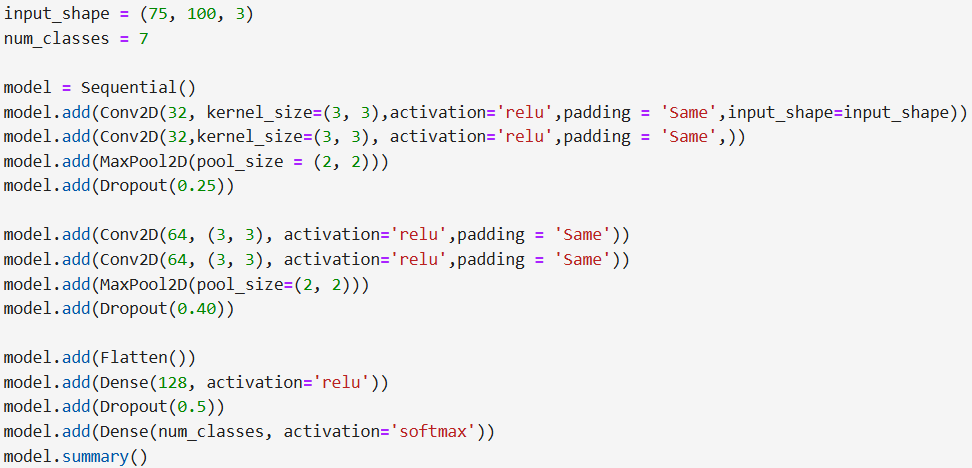 input_shape = (75, 100, 3)
num_classes = 7
model = Sequential()
model.add(Conv2D(32, kernel_size=(3, 3),activation='relu',padding = 'Same',input_shape=input_shape))
model.add(Conv2D(32,kernel_size=(3, 3), activation='relu',padding = 'Same',))
model.add(MaxPool2D(pool_size = (2, 2)))
model.add(Dropout(0.25))
model.add(Conv2D(64, (3, 3), activation='relu',padding = 'Same'))
model.add(Conv2D(64, (3, 3), activation='relu',padding = 'Same'))
model.add(MaxPool2D(pool_size=(2, 2)))
model.add(Dropout(0.40))
model.add(Flatten())
model.add(Dense(128, activation='relu'))
model.add(Dropout(0.5))
model.add(Dense(num_classes, activation='softmax'))
model.summary()